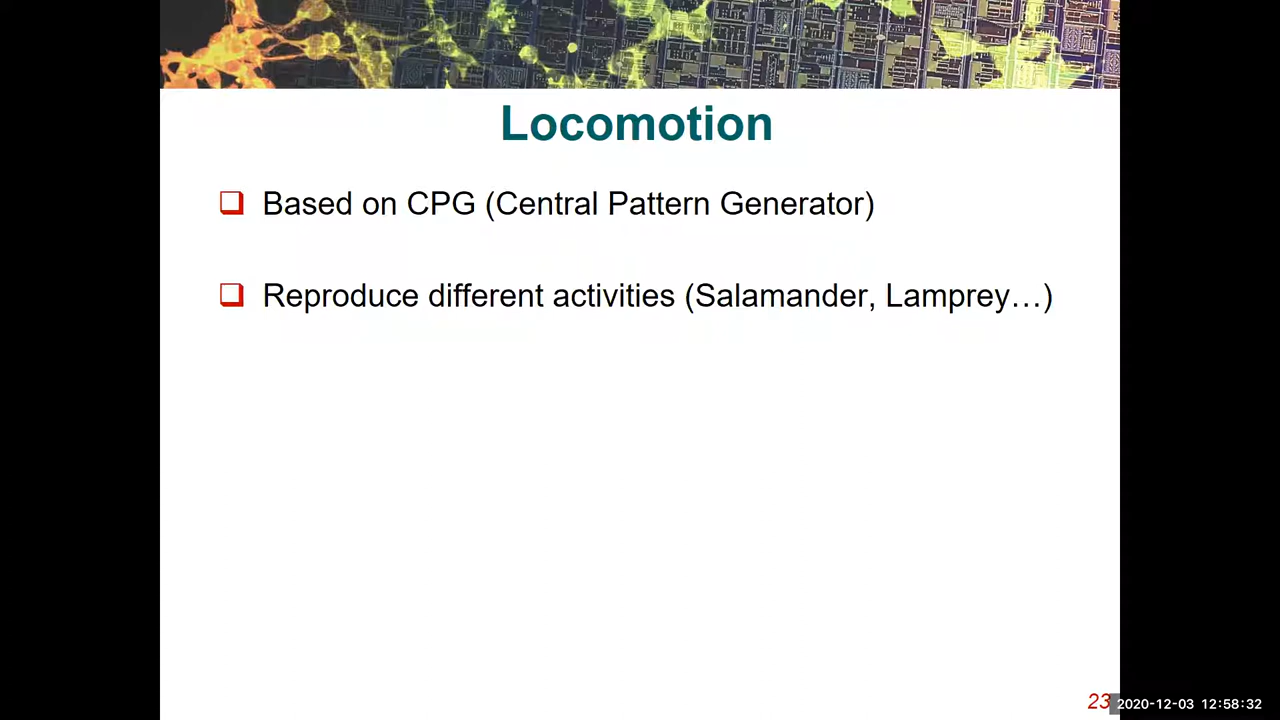 Locomotion
❑ Based on CPG (Central Pattern Generator)
❑ Reproduce different activities (Salamander, Lamprey…)
23
2020-12-03 12:58:32